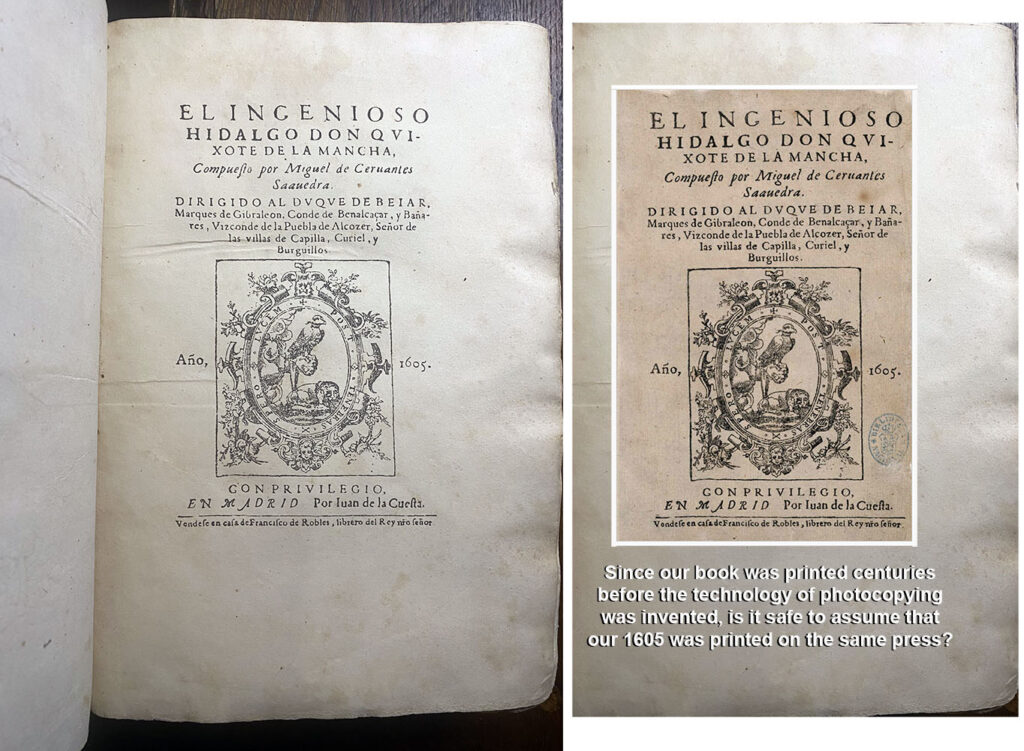 EL INGENIOSO
HIDALGO DON QVI-
XOTE DE LA MANCHA,
Compueſto por Miguel de Ceruantes
Saauedra.
DIRIGIDO AL DVQVE DE BEIAR,
Marques de Gibraleon, Conde de Benalcaçar, y Baña-
res, Vizconde de la Puebla de Alcozer, Señor de
las villas de Capilla, Curiel, y
Burguillos.
Año, 1605.
CON PRIVILEGIO,
EN MADRID Por Iuan de la Cueſta.
Vendese en casa de Francisco de Robles, librero del Rey nr̃o señor.
EL INGENIOSO
HIDALGO DON QVI-
XOTE DE LA MANCHA,
Compueſto por Miguel de Ceruantes
Saauedra.
DIRIGIDO AL DVQVE DE BEIAR,
Marques de Gibraleon, Conde de Benalcaçar, y Baña-
res, Vizconde de la Puebla de Alcozer, Señor de
las villas de Capilla, Curiel, y
Burguillos.
Año, 1605.
CON PRIVILEGIO,
EN MADRID Por Iuan de la Cueſta.
Vendese en casa de Francisco de Robles, librero del Rey nr̃o señor.
Since our book was printed centuries
before the technology of photocopying
was invented, is it safe to assume that
our 1605 was printed on the same press?